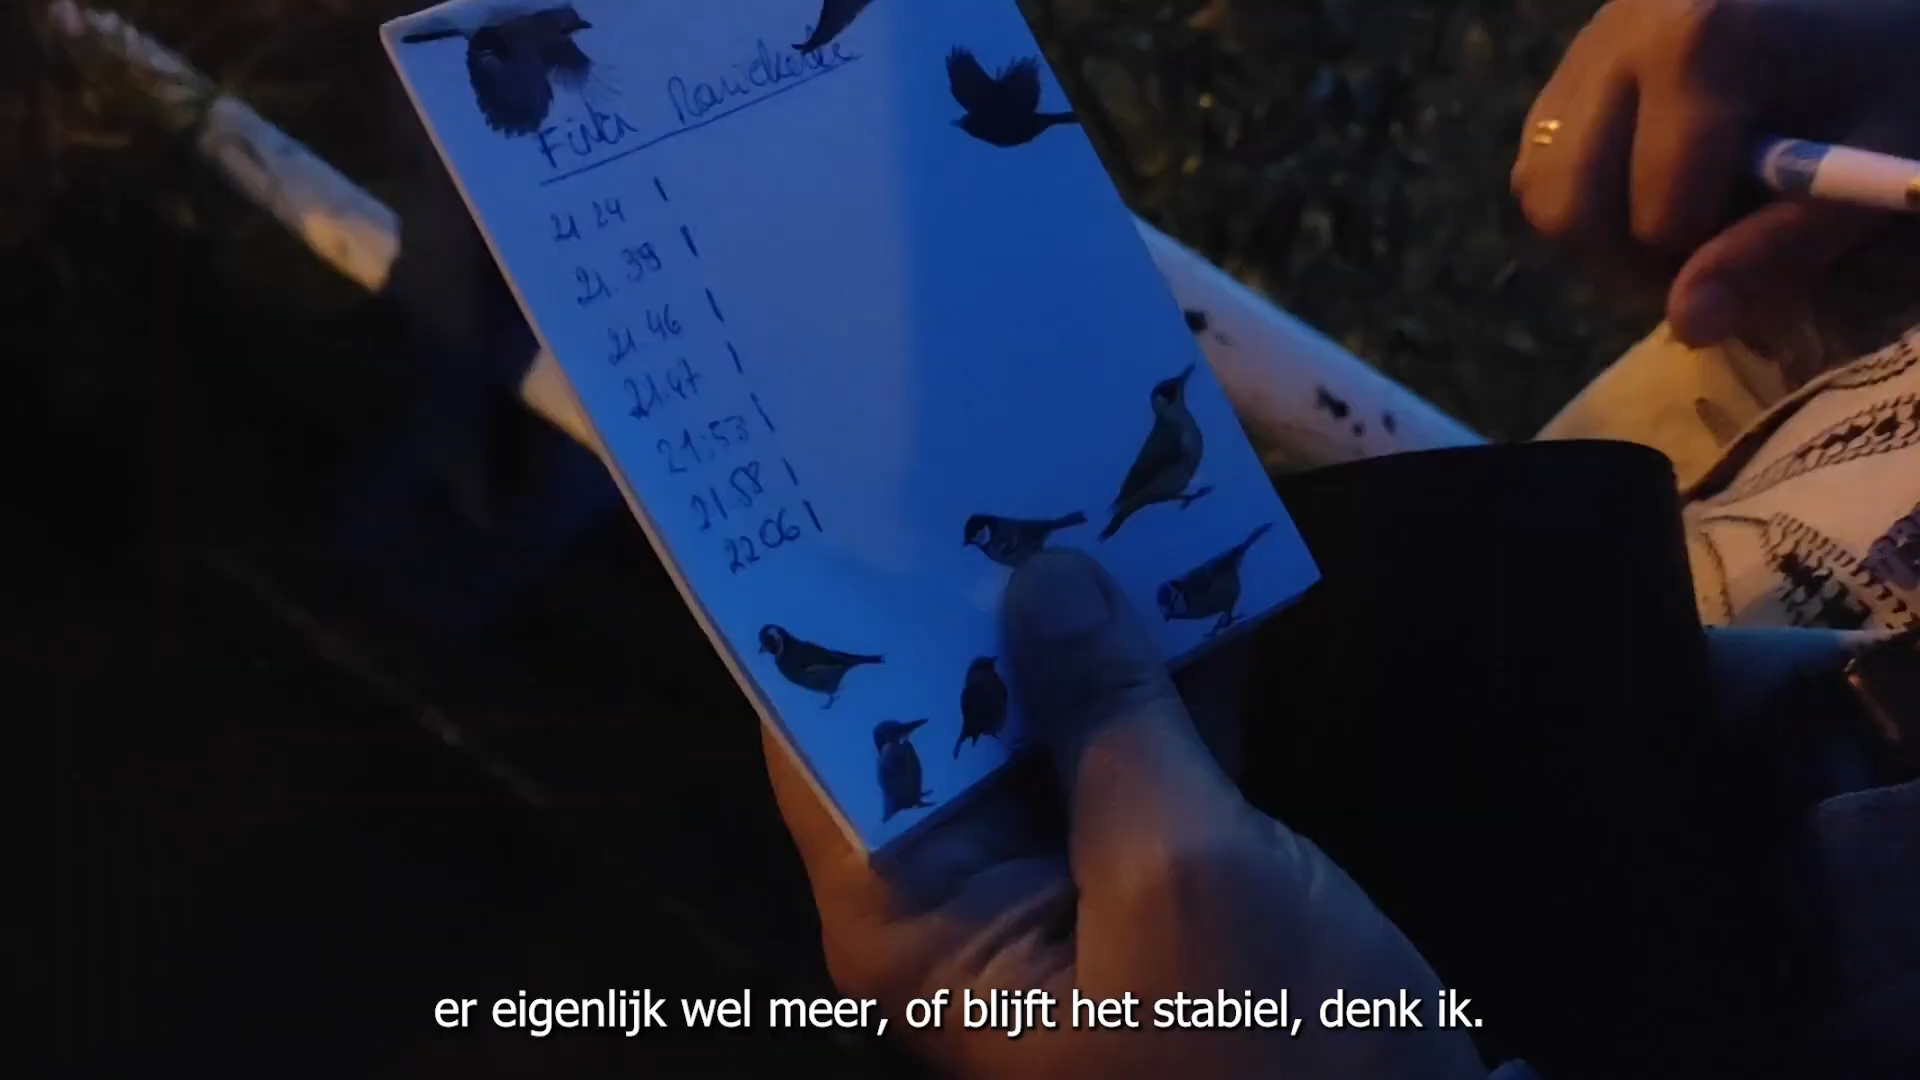 21 24 I
21.39 I
21.46 I
21.47 I
21:53 I
21.58 I
22 06 I
er eigenlijk wel meer, of blijft het stabiel, denk ik.